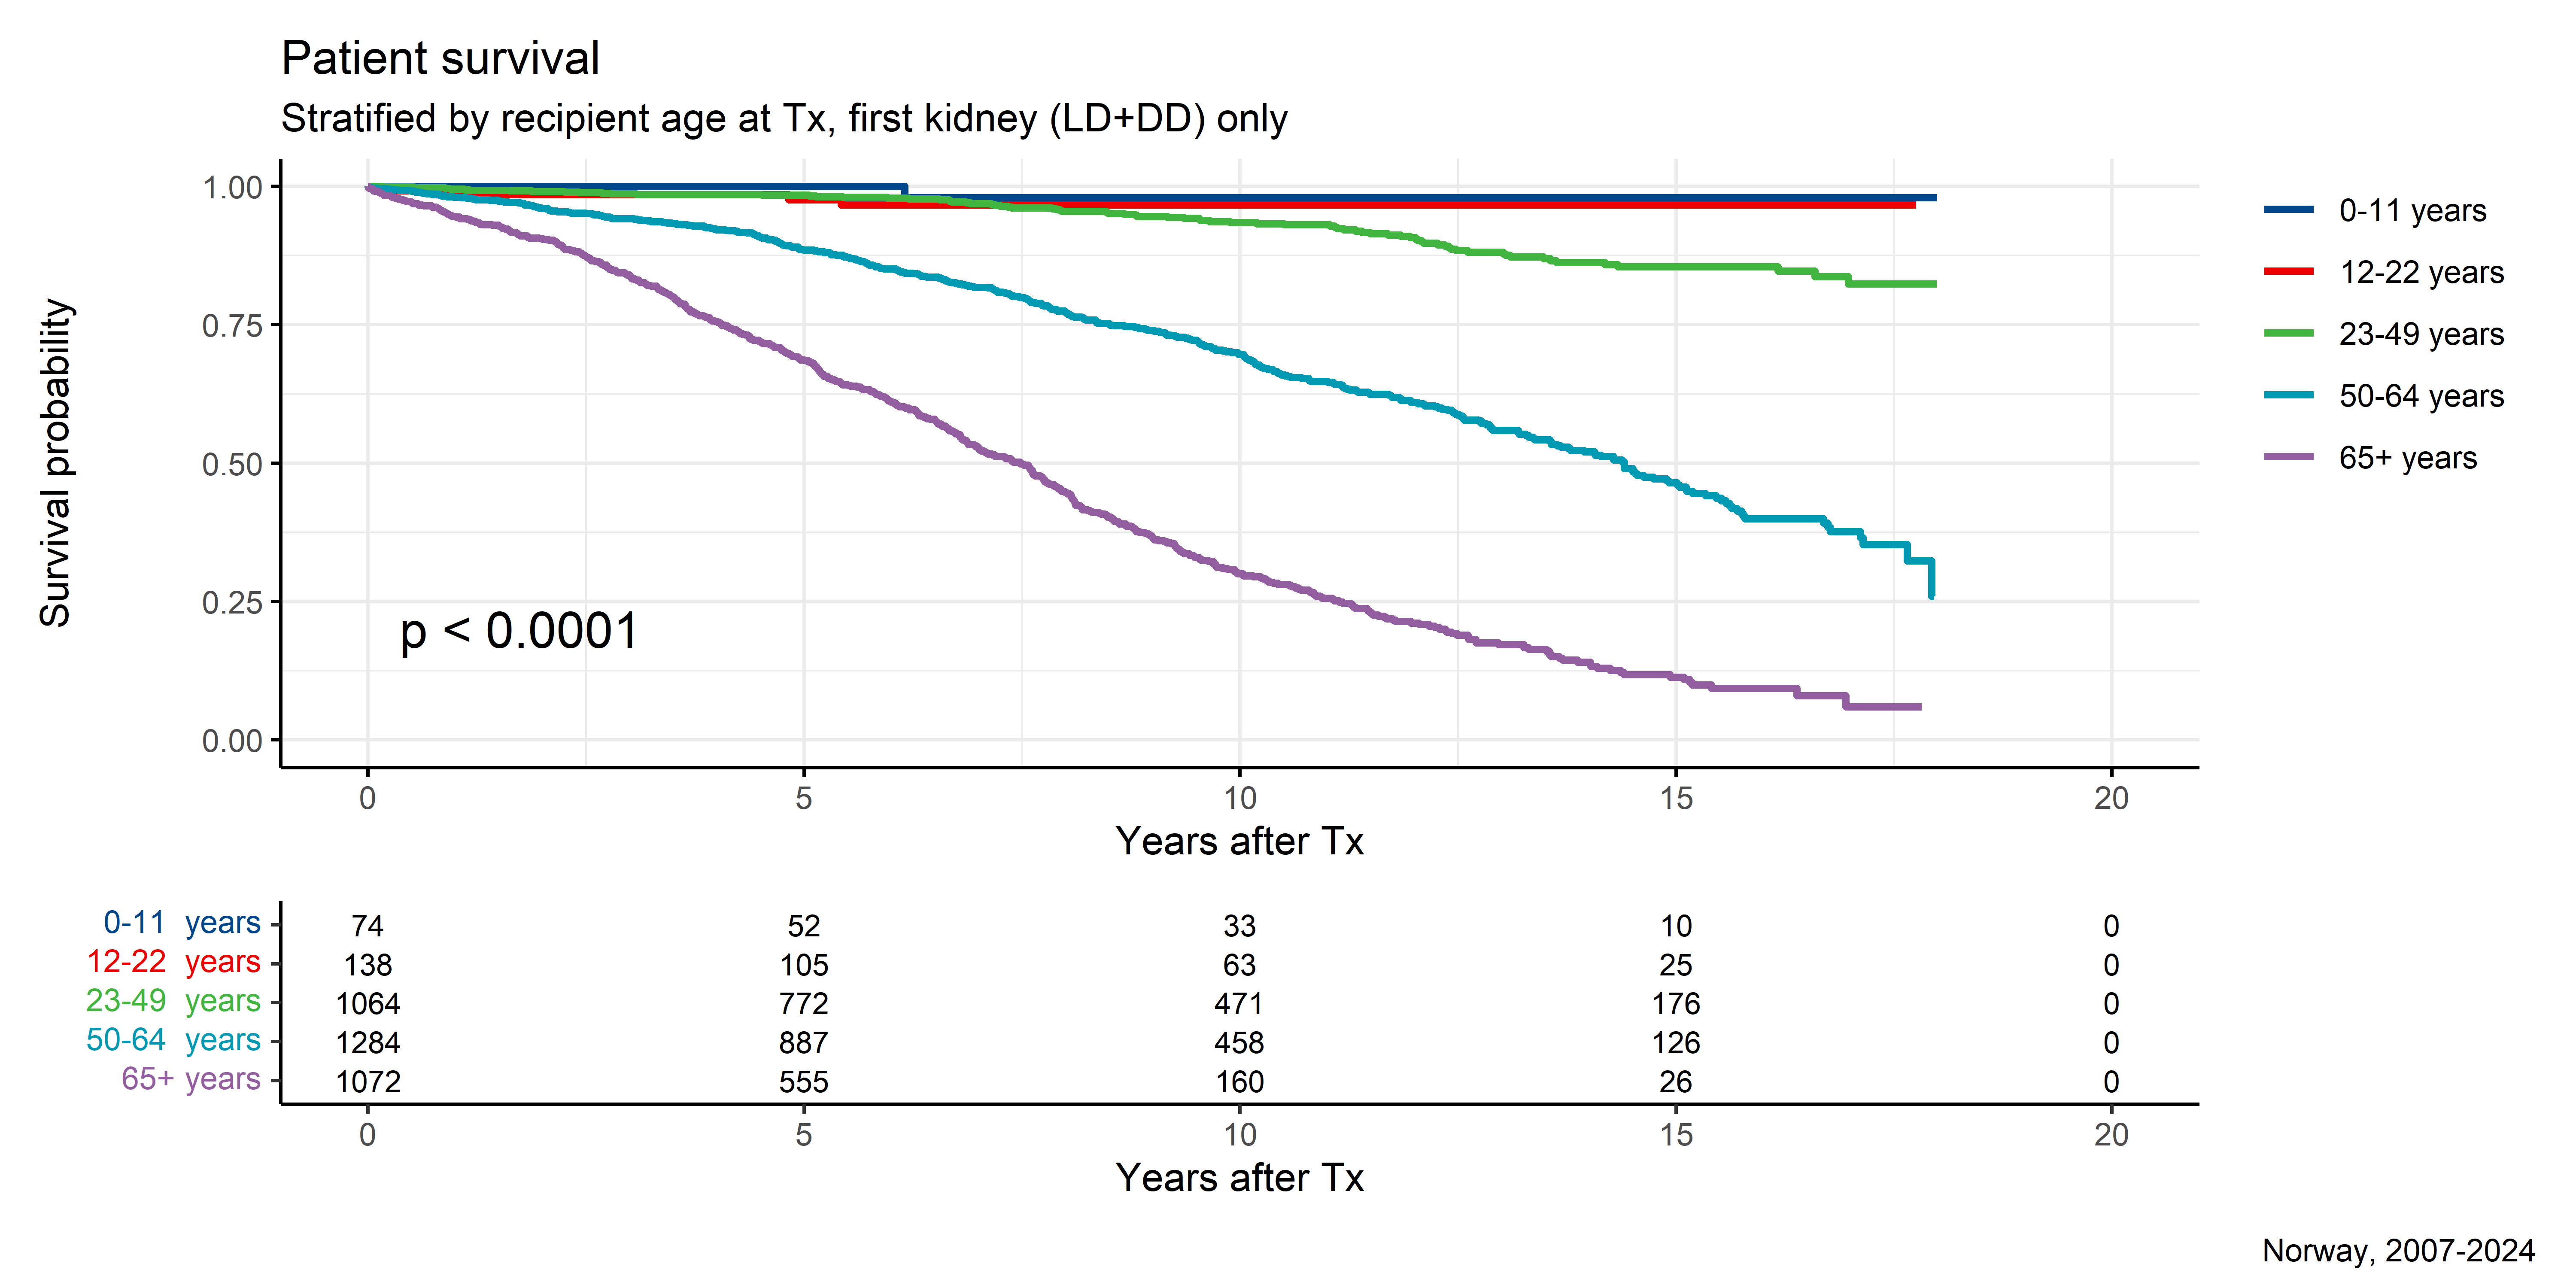 Patient survival
Stratified by recipient age at Tx, first kidney (LD+DD) only
Survival probability
1.00
0.75
0.50
0.25
0.00
p < 0.0001
0 5 10 15 20
Years after Tx
0-11 years
12-22 years
23-49 years
50-64 years
65+ years
0-11 years 74 52 33 10 0
12-22 years 138 105 63 25 0
23-49 years 1064 772 471 176 0
50-64 years 1284 887 458 126 0
65+ years 1072 555 160 26 0
0 5 10 15 20
Years after Tx
Norway, 2007-2024